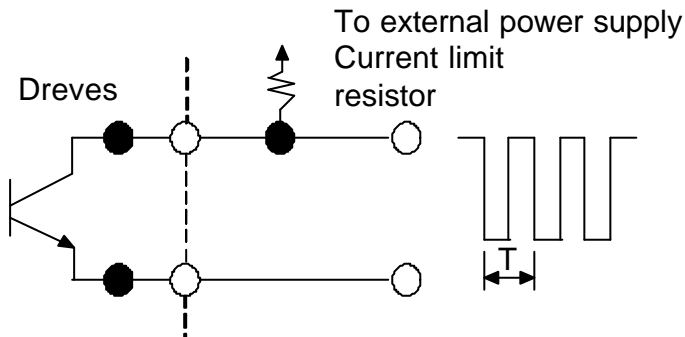 To external power supply
Current limit
resistor
Dreves
T